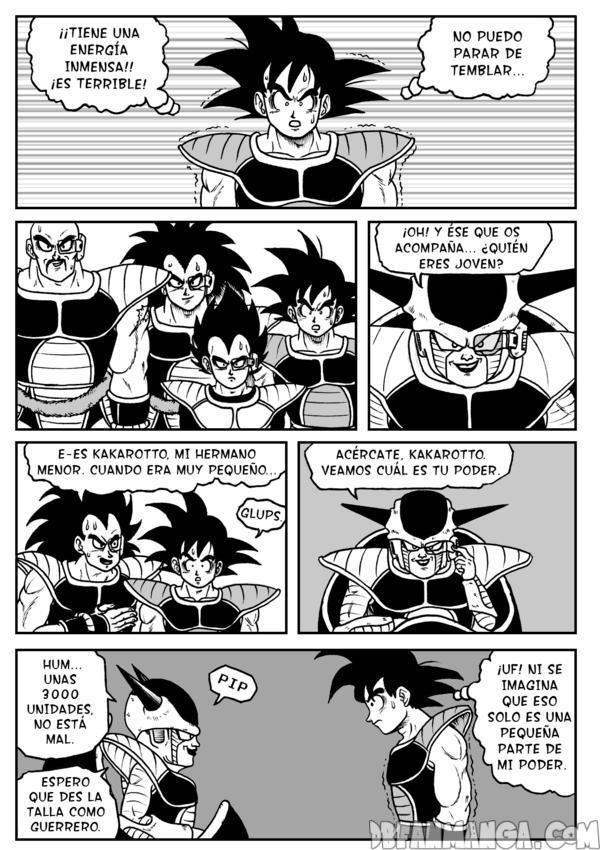 ¡¡TIENE UNA
ENERGÍA
INMENSA!!
¡ES TERRIBLE!
NO PUEDO
PARAR DE
TEMBLAR...
¡OH! Y ÉSE QUE OS
ACOMPAÑA... ¿QUIÉN
ERES JOVEN?
E-ES KAKAROTTO, MI HERMANO
MENOR. CUANDO ERA MUY PEQUEÑO...
GLUPS.
ACÉRCATE, KAKAROTTO.
VEAMOS CUÁL ES TU PODER.
HUM...
UNAS
3000
UNIDADES,
NO ESTÁ
MAL.
ESPERO
QUE DES LA
TALLA COMO
GUERRERO.
PIP
¡UF! NI SE
IMAGINA
QUE ESO
SOLO ES UNA
PEQUEÑA
PARTE DE
MI PODER.
DBFANMANGA.COM